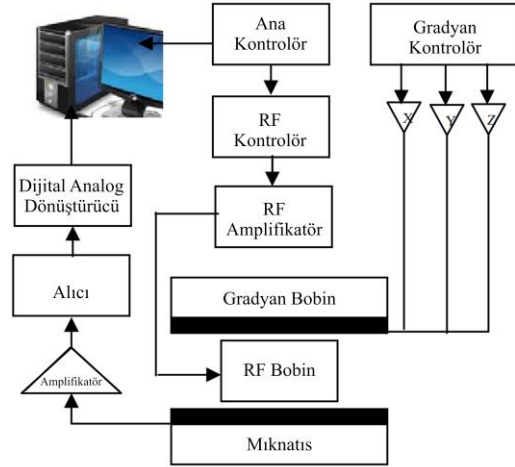 Ana
Kontrolör
Gradyan
Kontrolör
RF
Kontrolör
X
Y
Z
Dijital Analog
Dönüştürücü
RF
Amplifikatör
Alıcı
Gradyan Bobin
Amplifikatör
RF Bobin
Mıknatıs